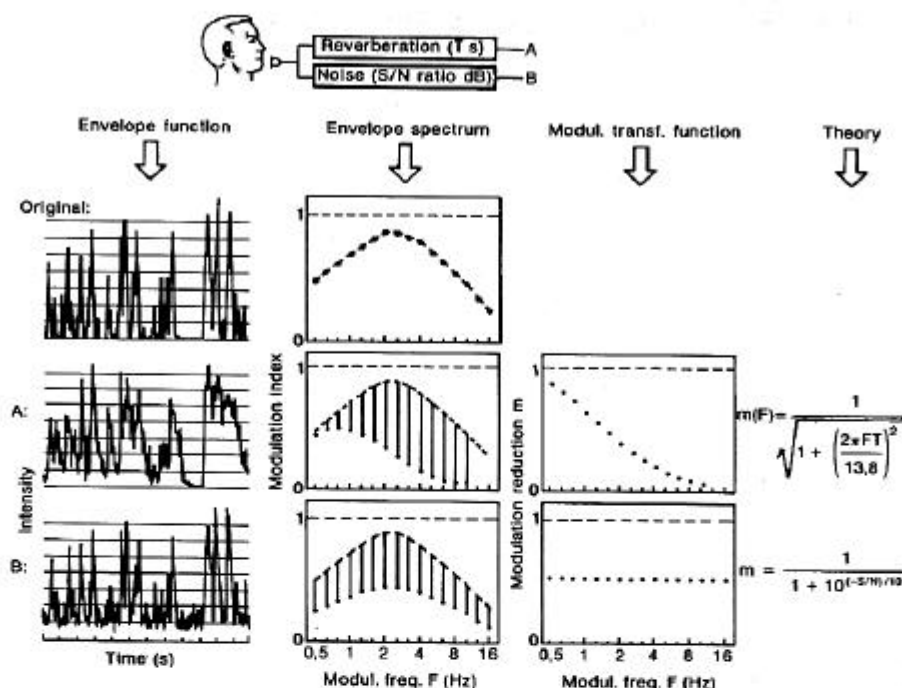 Reverberation (T s) A
Noise (S/N ratio dB) B
Envelope function Envelope spectrum Modul. transf. function Theory
Original:
1
0
A:
1
0
1
0
m(F)= 1 / √ 1 + (2πFT / 13,8)²
B:
1
0
1
0
m = 1 / 1 + 10^(-S/N)/10
Intensity
Modulation index
Modulation reduction m
0,5 1 2 4 8 16
0,5 1 2 4 8 16
Time (s)
Modul. freq. F (Hz) Modul. freq. F (Hz)